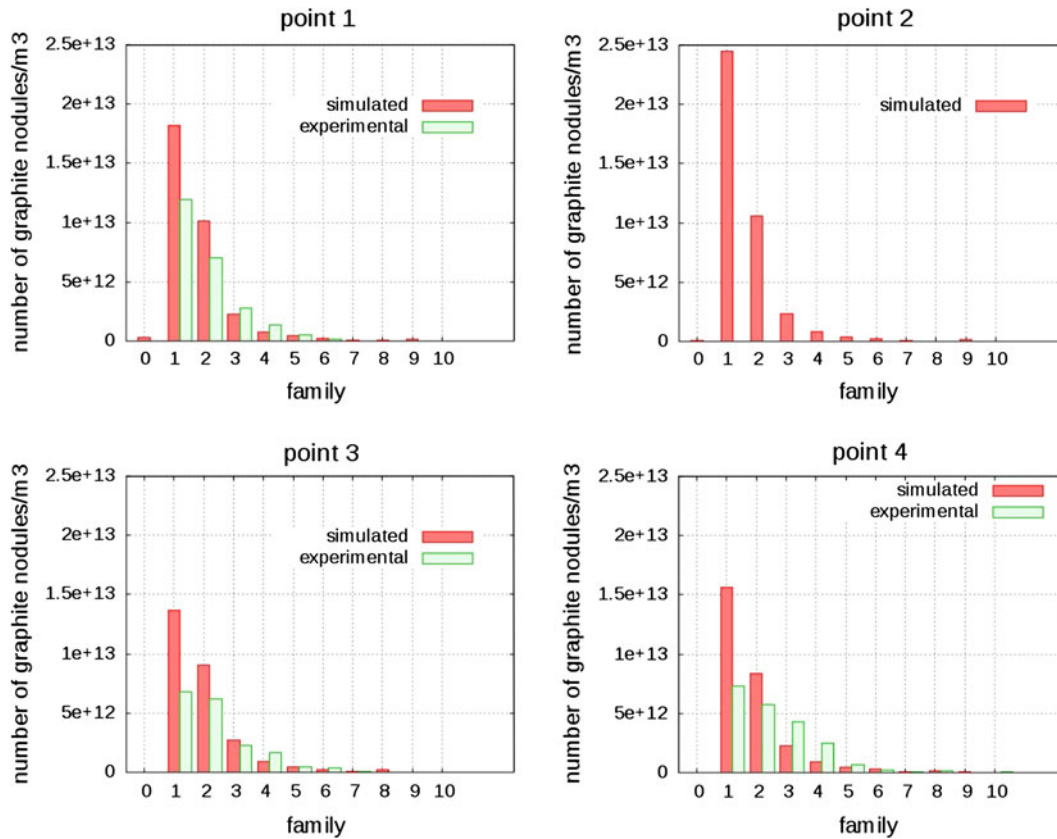 point 1
number of graphite nodules/m3
2.5e+13
2e+13
1.5e+13
1e+13
5e+12
0
simulated
experimental
0 1 2 3 4 5 6 7 8 9 10
family
point 2
number of graphite nodules/m3
2.5e+13
2e+13
1.5e+13
1e+13
5e+12
0
simulated
0 1 2 3 4 5 6 7 8 9 10
family
point 3
number of graphite nodules/m3
2.5e+13
2e+13
1.5e+13
1e+13
5e+12
0
simulated
experimental
0 1 2 3 4 5 6 7 8 9 10
family
point 4
number of graphite nodules/m3
2.5e+13
2e+13
1.5e+13
1e+13
5e+12
0
simulated
experimental
0 1 2 3 4 5 6 7 8 9 10
family